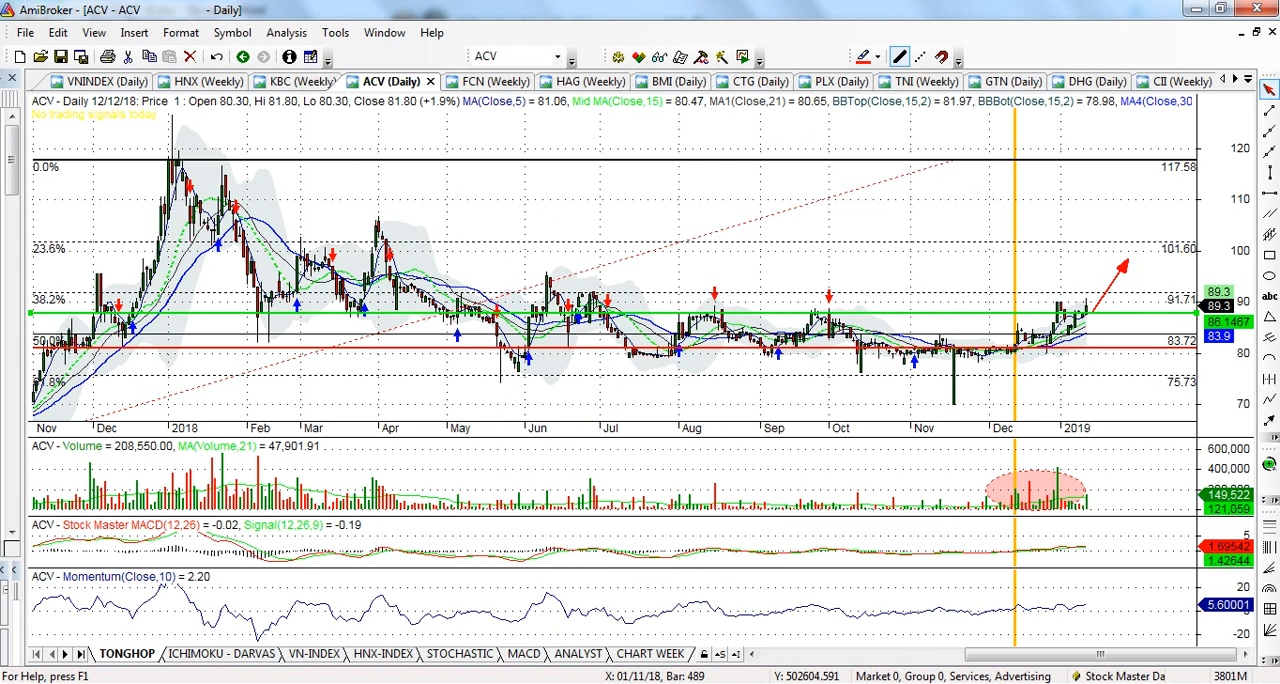 AmiBroker - [ACV - ACV - Daily]
File Edit View Insert Format Symbol Analysis Tools Window Help
ACV
VNINDEX (Daily) HNX (Weekly) KBC (Weekly) ACV (Daily) FCN (Weekly) HAG (Weekly) BMI (Daily) CTG (Daily) PLX (Daily) TNI (Weekly) GTN (Daily) DHG (Daily) CII (Weekly)
ACV - Daily 12/12/18: Price 1 : Open 80.30, Hi 81.80, Lo 80.30, Close 81.80 (+1.9%) MA(Close,5) = 81.06, Mid MA(Close,15) = 80.47, MA1(Close,21) = 80.65, BBTop(Close,15,2) = 81.97, BBBot(Close,15,2) = 78.98, MA4(Close,30
No trading signals today
120
0.0%
117.58
110
23.6%
101.60
100
89.3
38.2%
91.71
90
89.3
86.1467
83.9
50.0%
83.72
80
75.73
70
Nov Dec 2018 Feb Mar Apr May Jun Jul Aug Sep Oct Nov Dec 2019
ACV - Volume = 208,550.00, MA(Volume,21) = 47,901.91
600,000
400,000
149,522
121,059
ACV - Stock Master MACD(12,26) = -0.02, Signal(12,26,9) = -0.19
5
1.69542
1.42644
ACV - Momentum(Close,10) = 2.20
20
5.60001
-20
TONGHOP ICHIMOKU - DARVAS VN-INDEX HNX-INDEX STOCHASTIC MACD ANALYST CHART WEEK
For Help, press F1 X: 01/11/18, Bar: 489 Y: 502604.591 Market 0, Group 0, Services, Advertising Stock Master Da 3801M